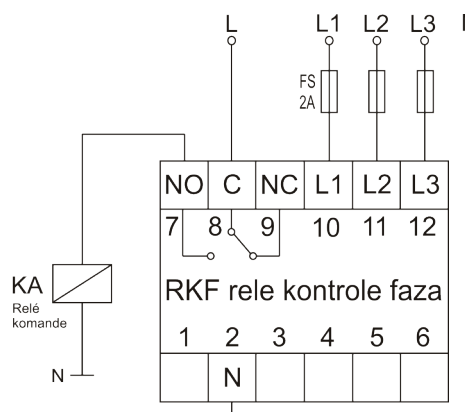 L L1 L2 L3
FS
2A
NO C NC L1 L2 L3
7 8 9 10 11 12
RKF rele kontrole faza
KA
Relé
komande
1 2 3 4 5 6
N
N